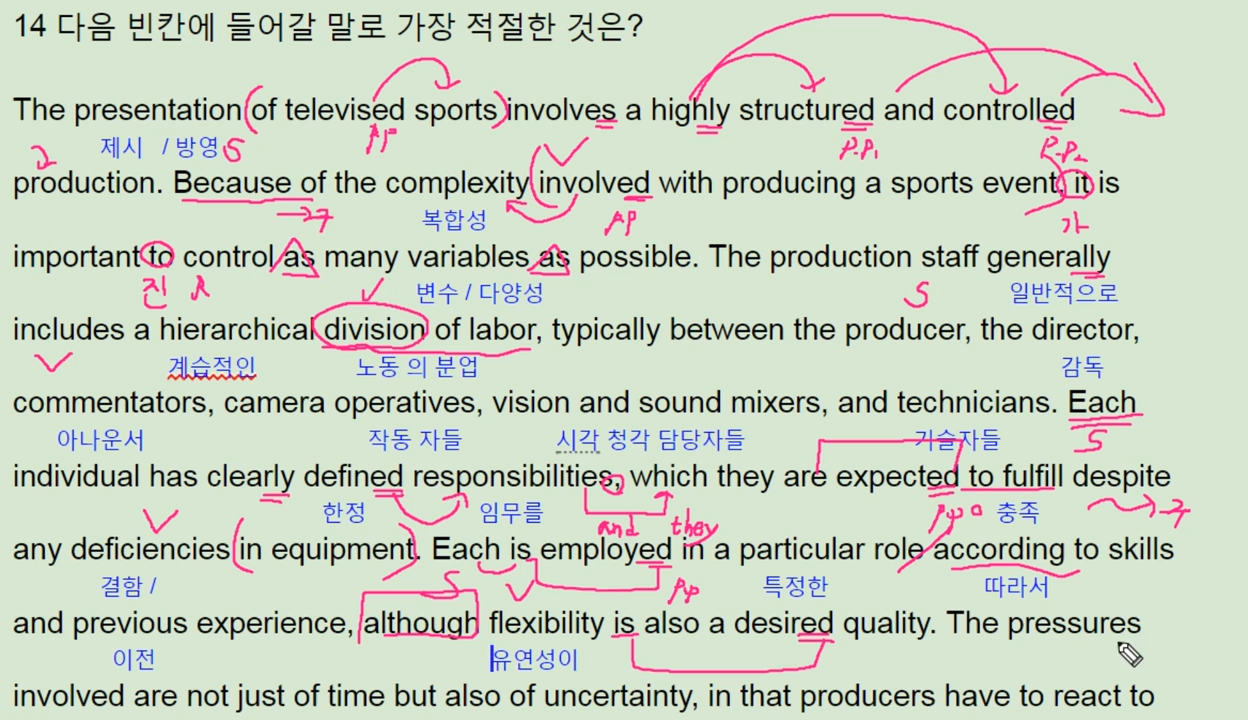 14 다음 빈칸에 들어갈 말로 가장 적절한 것은?
The presentation (of televised sports) involves a highly structured and controlled
제시 / 방영 S P.P₁ P.P₂
production. Because of the complexity involved with producing a sports event, it is
복합성 가
important to control as many variables as possible. The production staff generally
진 R 변수 / 다양성 S 일반적으로
includes a hierarchical division of labor, typically between the producer, the director,
계습적인 노동 의 분업 감독
commentators, camera operatives, vision and sound mixers, and technicians. Each
아나운서 작동 자들 시각 청각 담당자들 기술자들 S
individual has clearly defined responsibilities, which they are expected to fulfill despite
한정 임무를 and they 충족
any deficiencies (in equipment). Each is employed in a particular role according to skills
결함 / S PP 특정한 따라서
and previous experience, although flexibility is also a desired quality. The pressures
이전 유연성이
involved are not just of time but also of uncertainty, in that producers have to react to